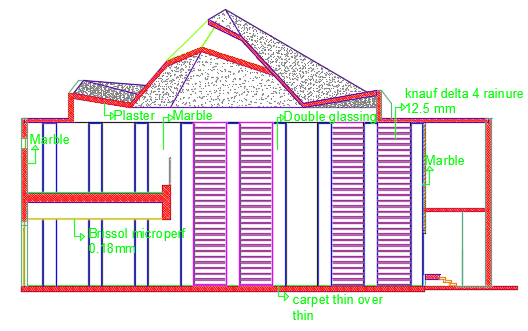 knauf delta 4 rainure
12.5 mm
Plaster
Marble
Double glassing
Marble
Marble
Brissol microperf
0.18mm
carpet thin over
thin